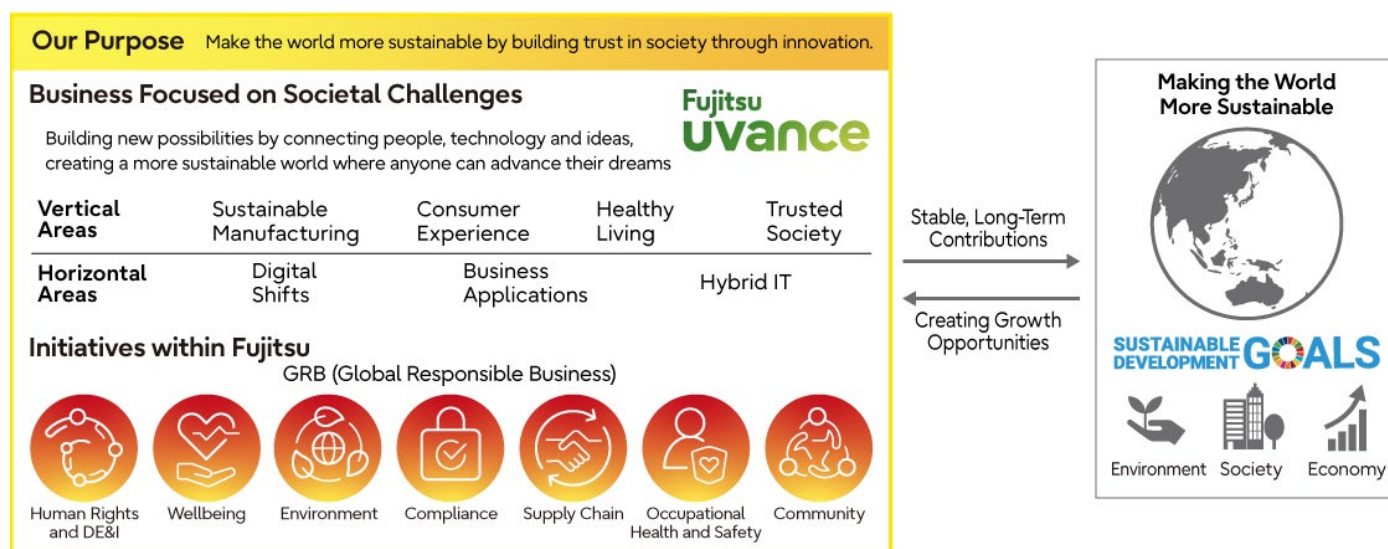 Our Purpose Make the world more sustainable by building trust in society through innovation.
Business Focused on Societal Challenges
Fujitsu
uvance
Building new possibilities by connecting people, technology and ideas,
creating a more sustainable world where anyone can advance their dreams
Vertical
Areas
Sustainable
Manufacturing
Consumer
Experience
Healthy
Living
Trusted
Society
Horizontal
Areas
Digital
Shifts
Business
Applications
Hybrid IT
Initiatives within Fujitsu
GRB (Global Responsible Business)
Human Rights
and DE&I
Wellbeing
Environment
Compliance
Supply Chain
Occupational
Health and Safety
Community
Stable, Long-Term
Contributions
Creating Growth
Opportunities
Making the World
More Sustainable
SUSTAINABLE
DEVELOPMENT
GOALS
Environment
Society
Economy